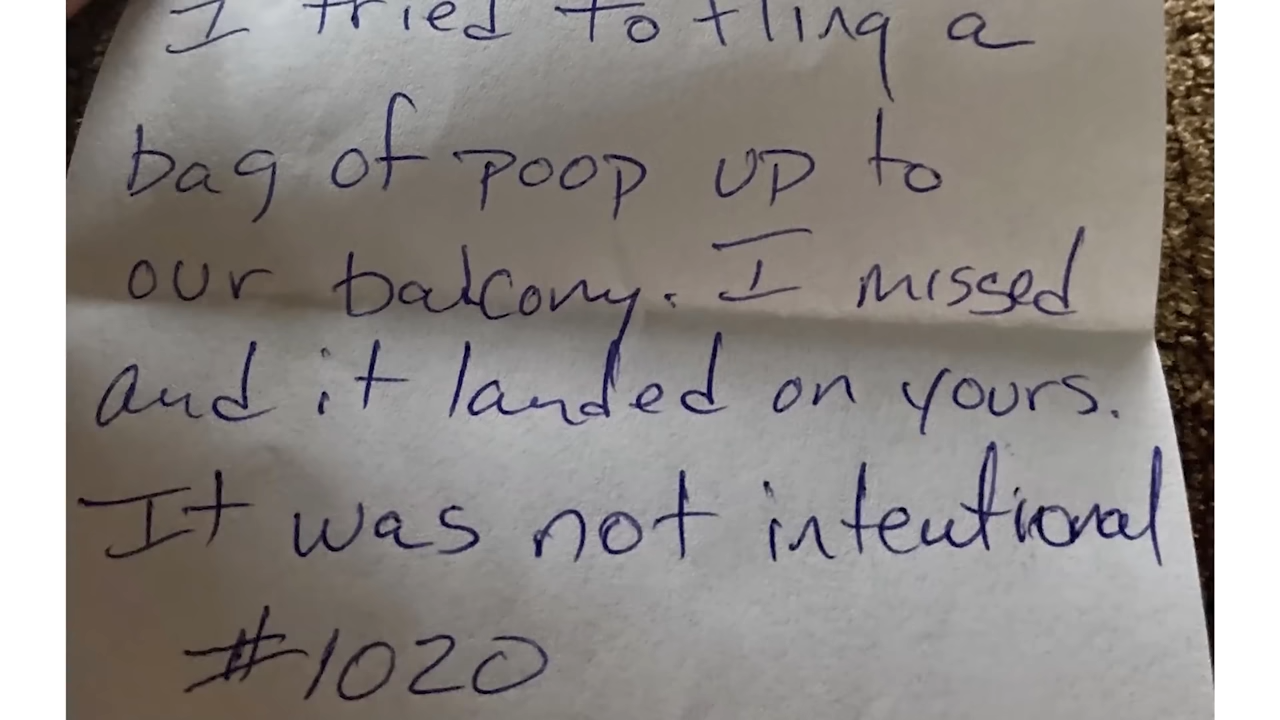 I tried to fling a
bag of poop up to
our balcony. I missed
and it landed on yours.
It was not intentional
#1020